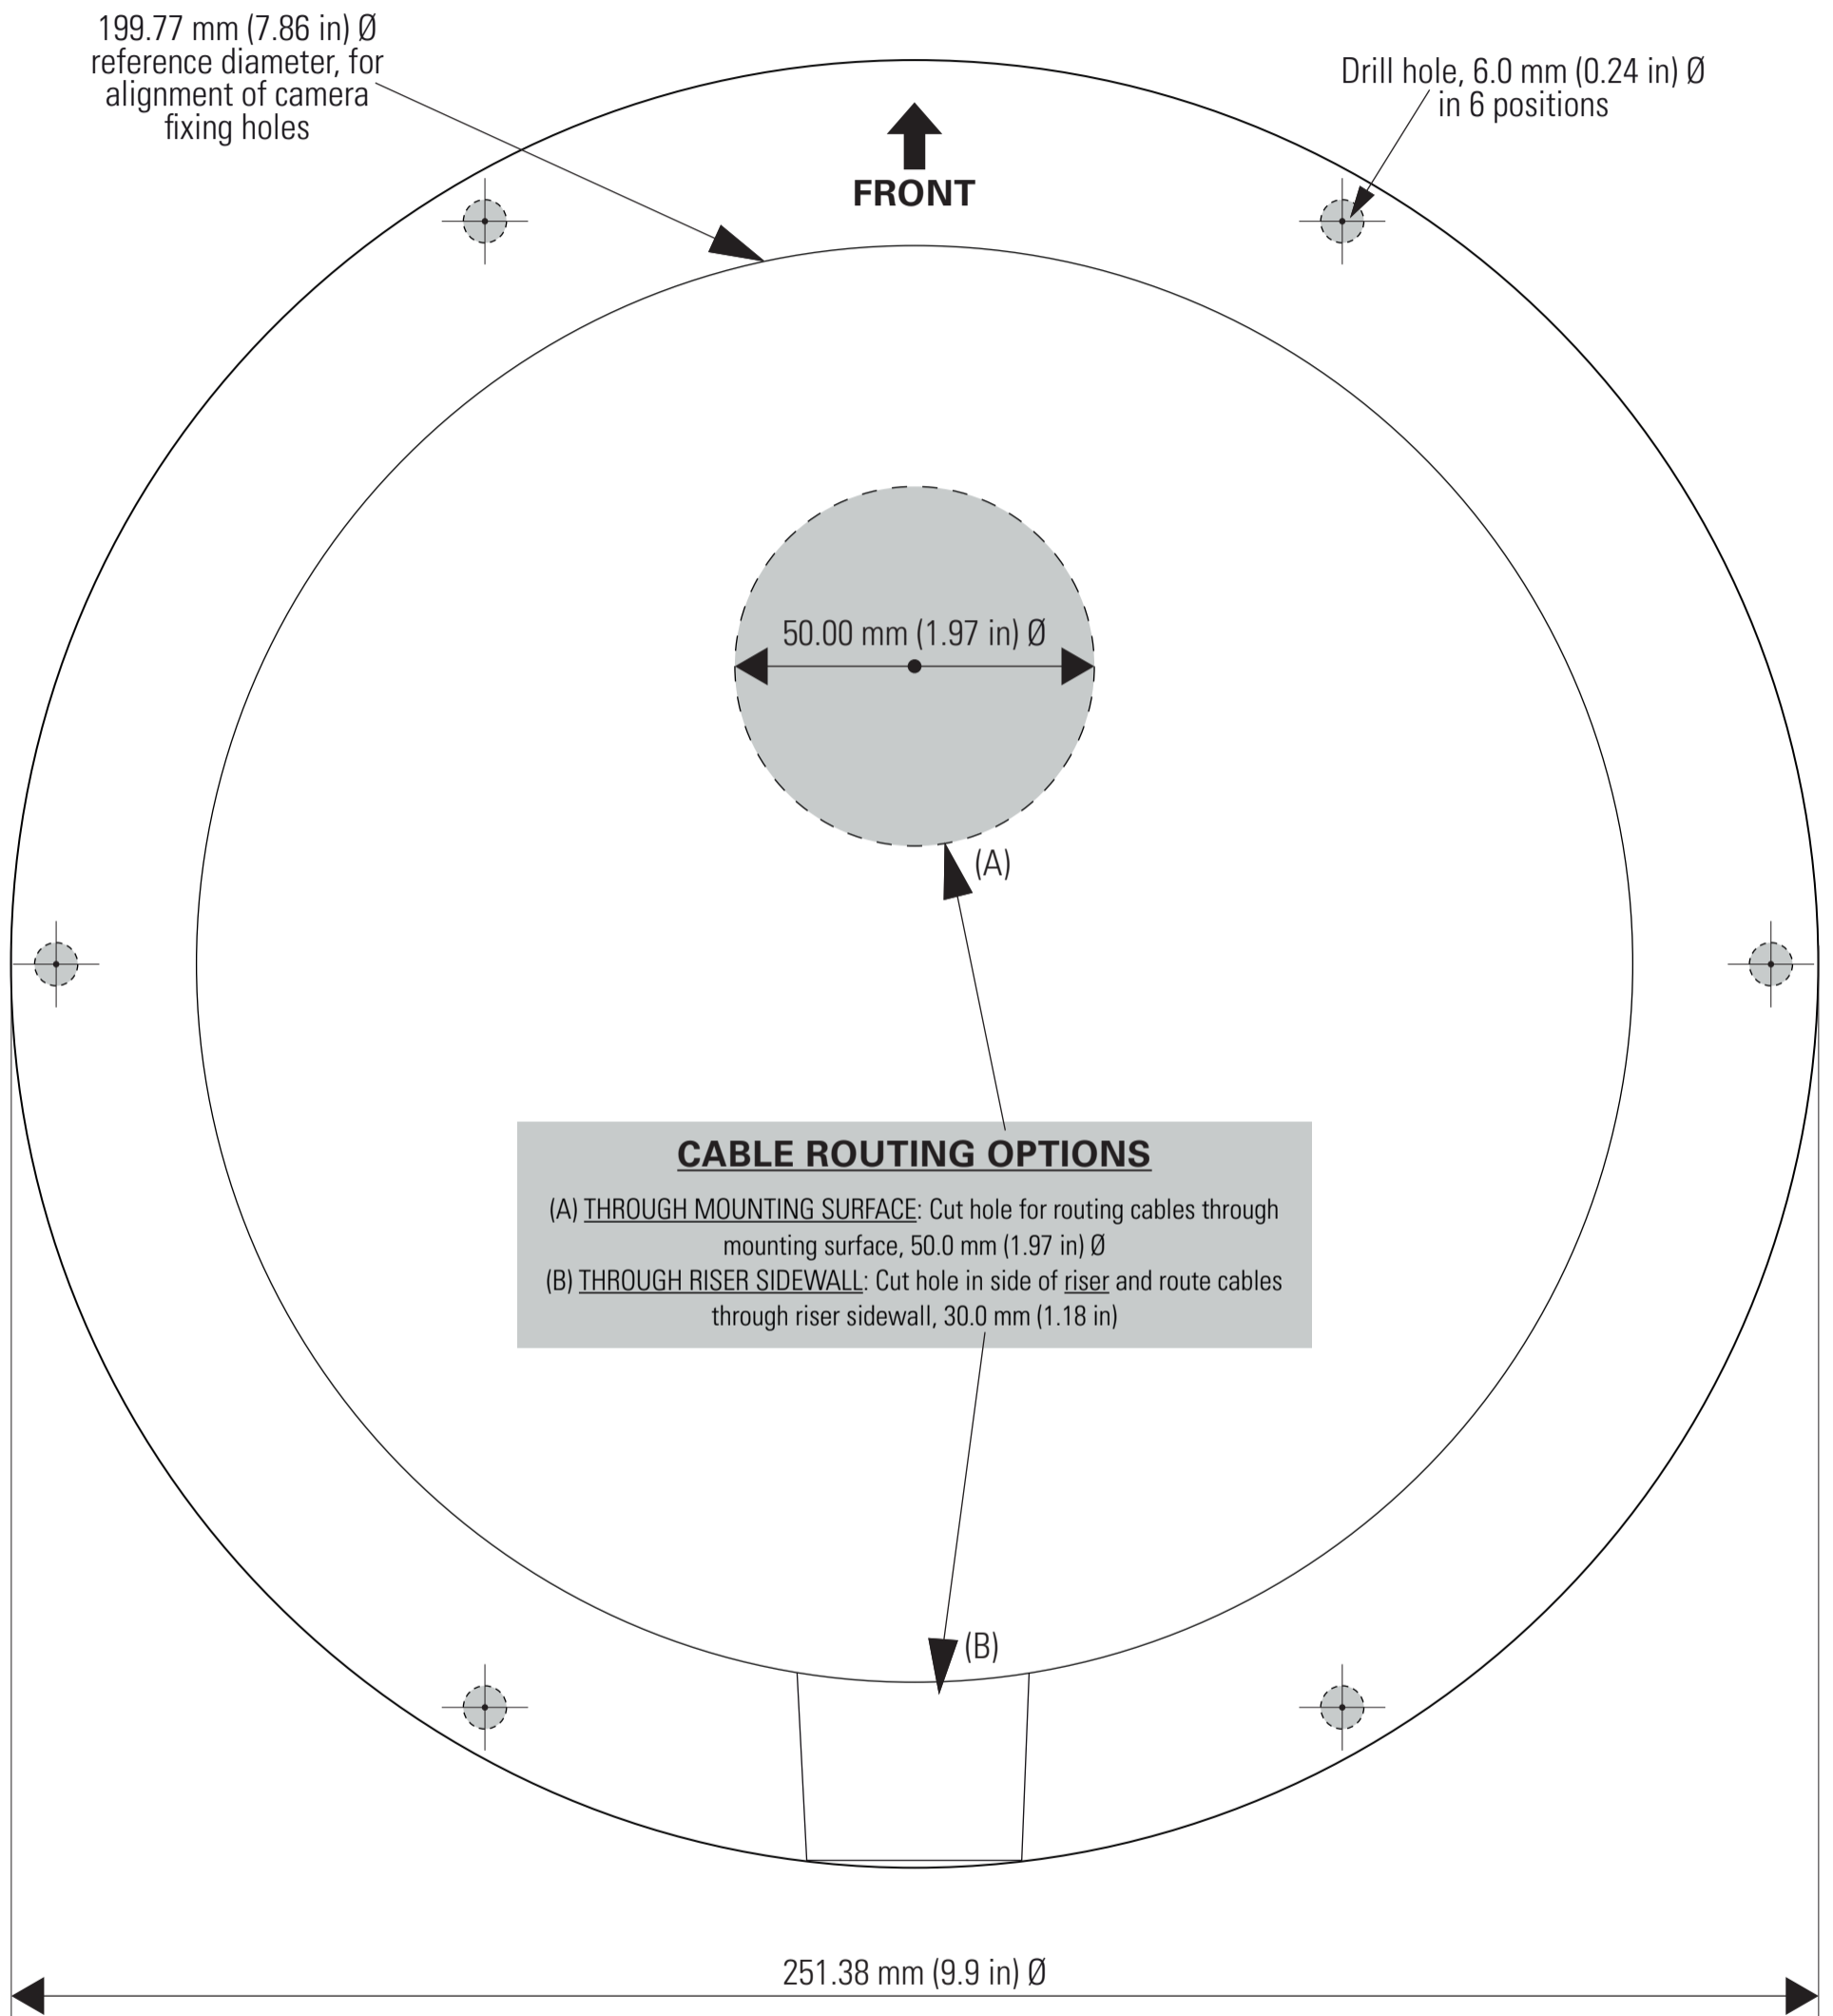 199.77 mm (7.86 in) Ø
reference diameter, for
alignment of camera
fixing holes
Drill hole, 6.0 mm (0.24 in) Ø
in 6 positions
FRONT
50.00 mm (1.97 in) Ø
(A)
CABLE ROUTING OPTIONS
(A) THROUGH MOUNTING SURFACE: Cut hole for routing cables through
mounting surface, 50.0 mm (1.97 in) Ø
(B) THROUGH RISER SIDEWALL: Cut hole in side of riser and route cables
through riser sidewall, 30.0 mm (1.18 in)
(B)
251.38 mm (9.9 in) Ø